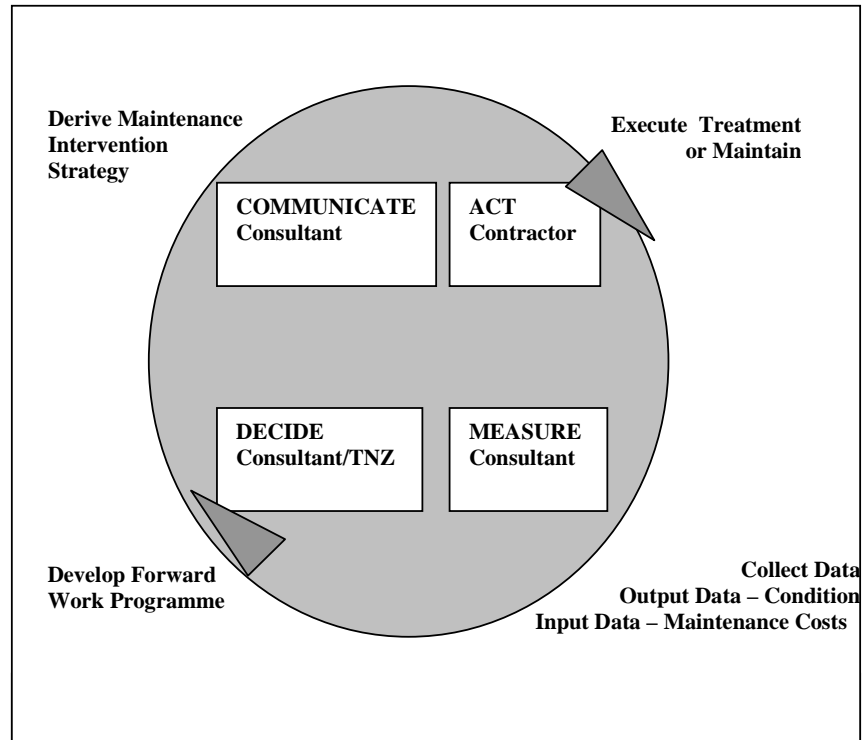 Derive Maintenance
Intervention
Strategy
Execute Treatment
or Maintain
COMMUNICATE
Consultant
ACT
Contractor
DECIDE
Consultant/TNZ
MEASURE
Consultant
Develop Forward
Work Programme
Collect Data
Output Data – Condition
Input Data – Maintenance Costs